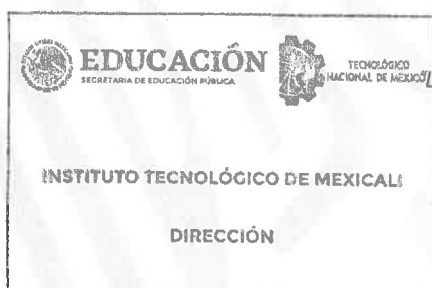 EDUCACIÓN
SECRETARÍA DE EDUCACIÓN PÚBLICA
TECNOLÓGICO
NACIONAL DE MÉXICO
INSTITUTO TECNOLÓGICO DE MEXICALI
DIRECCIÓN